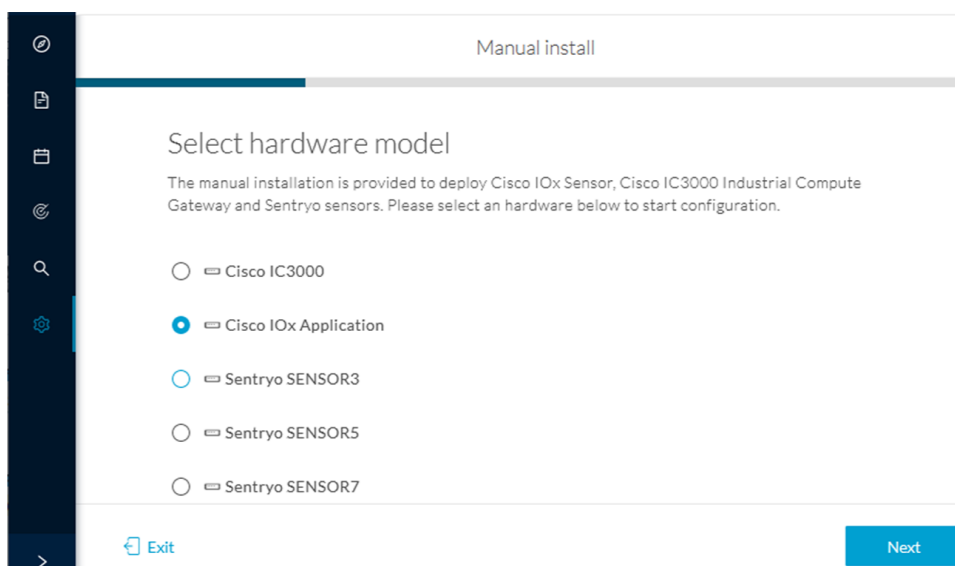 Manual install
Select hardware model
The manual installation is provided to deploy Cisco IOx Sensor, Cisco IC3000 Industrial Compute
Gateway and Sentryo sensors. Please select an hardware below to start configuration.
Cisco IC3000
Cisco IOx Application
Sentryo SENSOR3
Sentryo SENSOR5
Sentryo SENSOR7
Exit
Next